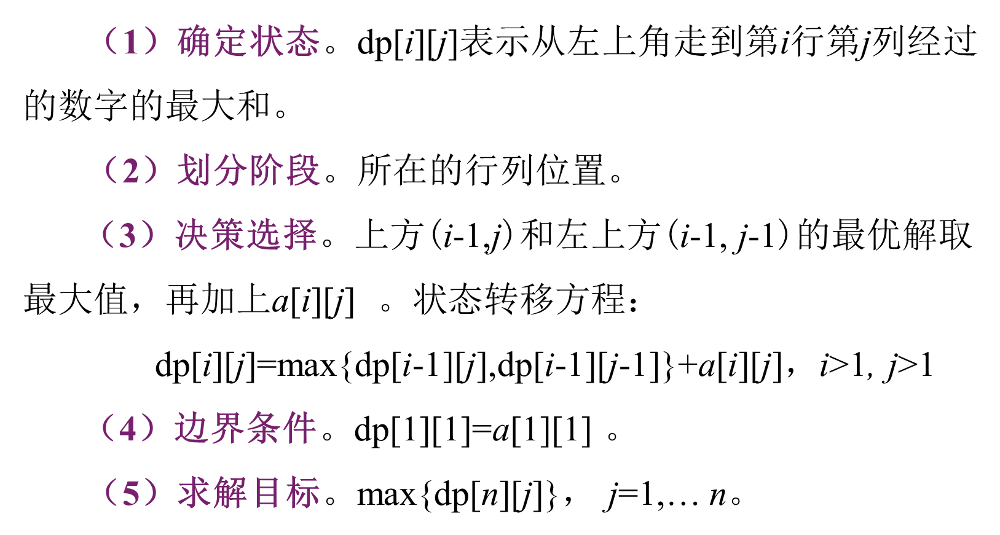 （1）确定状态。dp[i][j]表示从左上角走到第i行第j列经过
的数字的最大和。
（2）划分阶段。所在的行列位置。
（3）决策选择。上方(i-1,j)和左上方(i-1, j-1)的最优解取
最大值，再加上a[i][j] 。状态转移方程：
dp[i][j]=max{dp[i-1][j],dp[i-1][j-1]}+a[i][j]，i>1, j>1
（4）边界条件。dp[1][1]=a[1][1] 。
（5）求解目标。max{dp[n][j]}， j=1,… n。